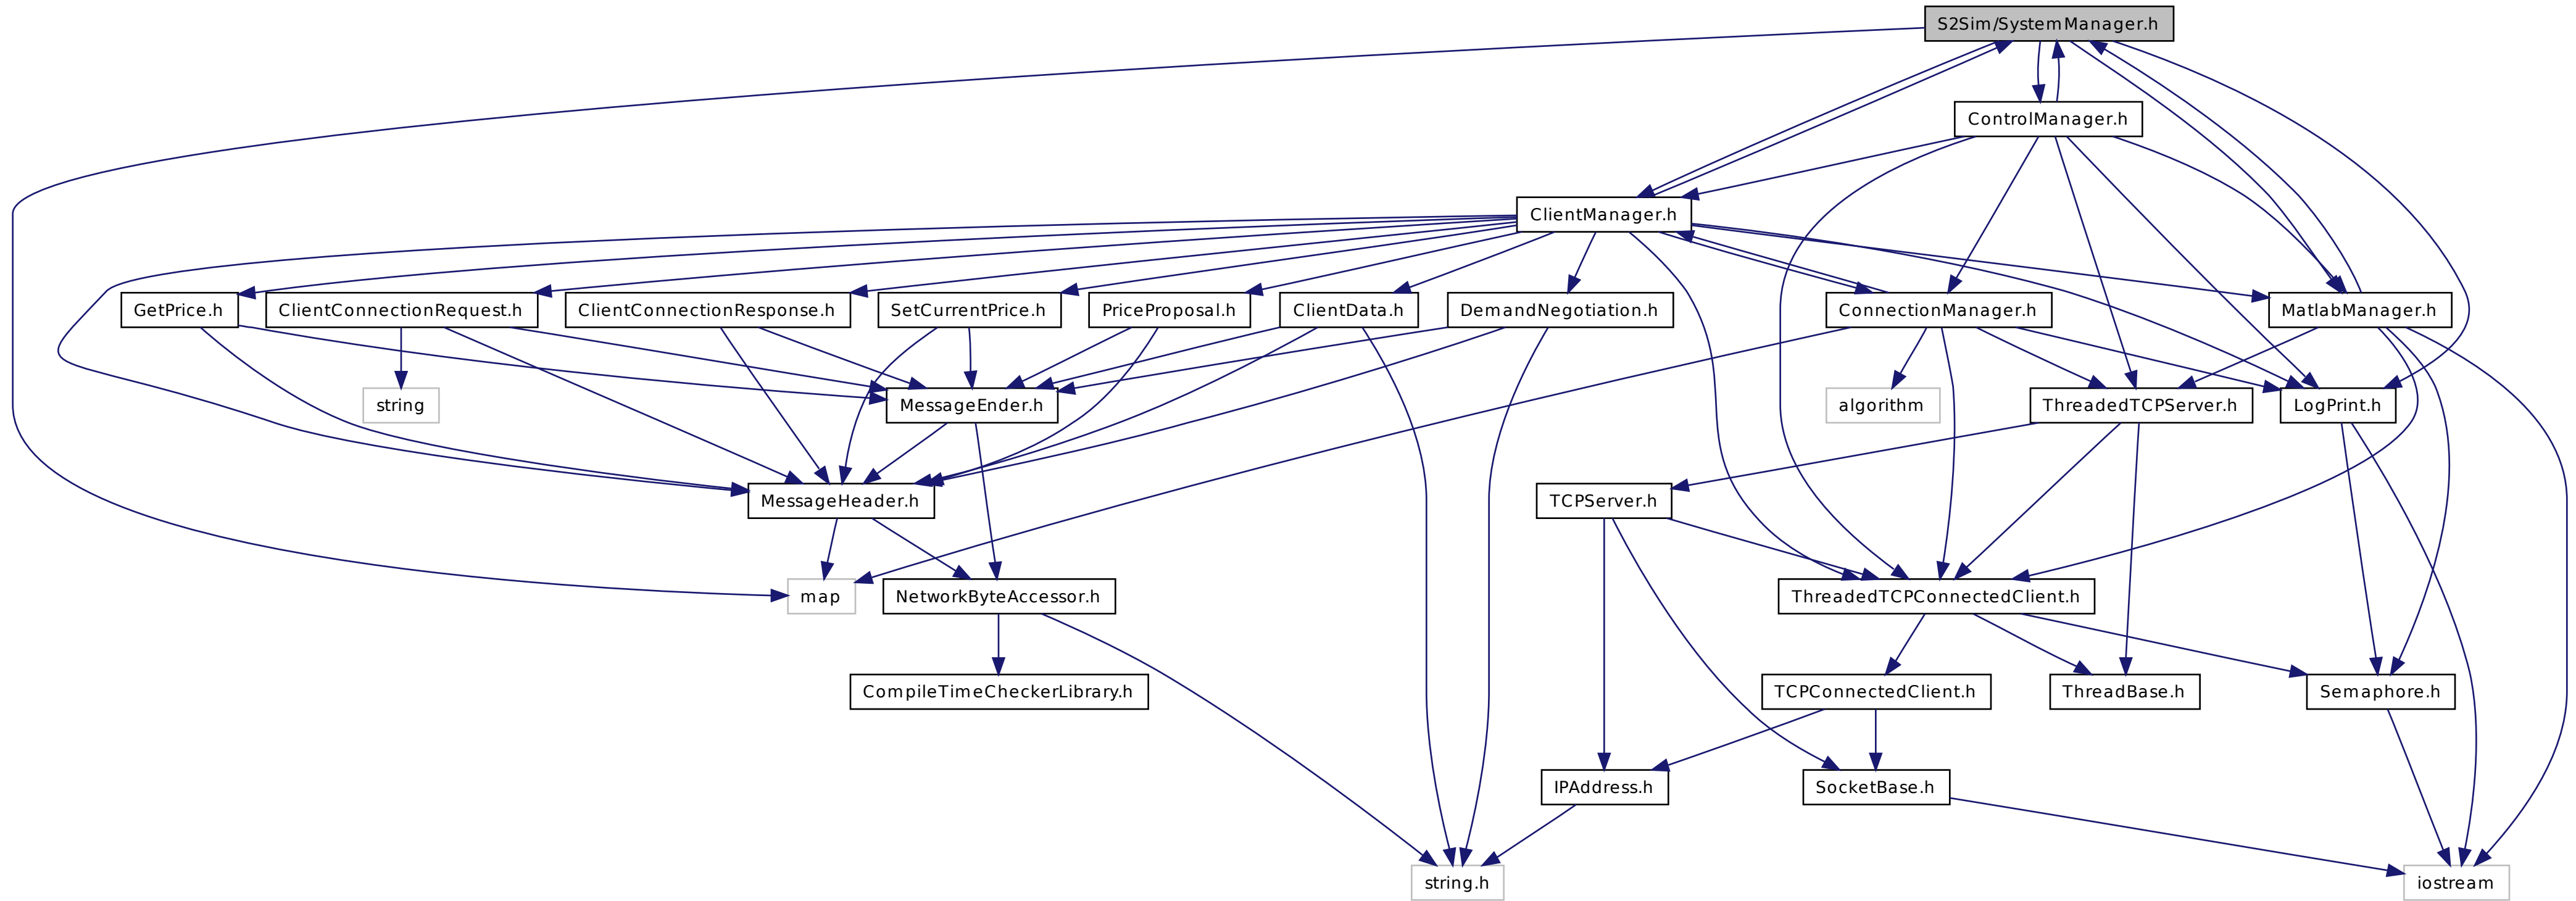 S2Sim/SystemManager.h
ControlManager.h
ClientManager.h
GetPrice.h
ClientConnectionRequest.h
ClientConnectionResponse.h
SetCurrentPrice.h
PriceProposal.h
ClientData.h
DemandNegotiation.h
ConnectionManager.h
MatlabManager.h
string
MessageEnder.h
algorithm
ThreadedTCPServer.h
LogPrint.h
MessageHeader.h
TCPServer.h
map
NetworkByteAccessor.h
ThreadedTCPConnectedClient.h
CompileTimeCheckerLibrary.h
TCPConnectedClient.h
ThreadBase.h
Semaphore.h
IPAddress.h
SocketBase.h
string.h
iostream